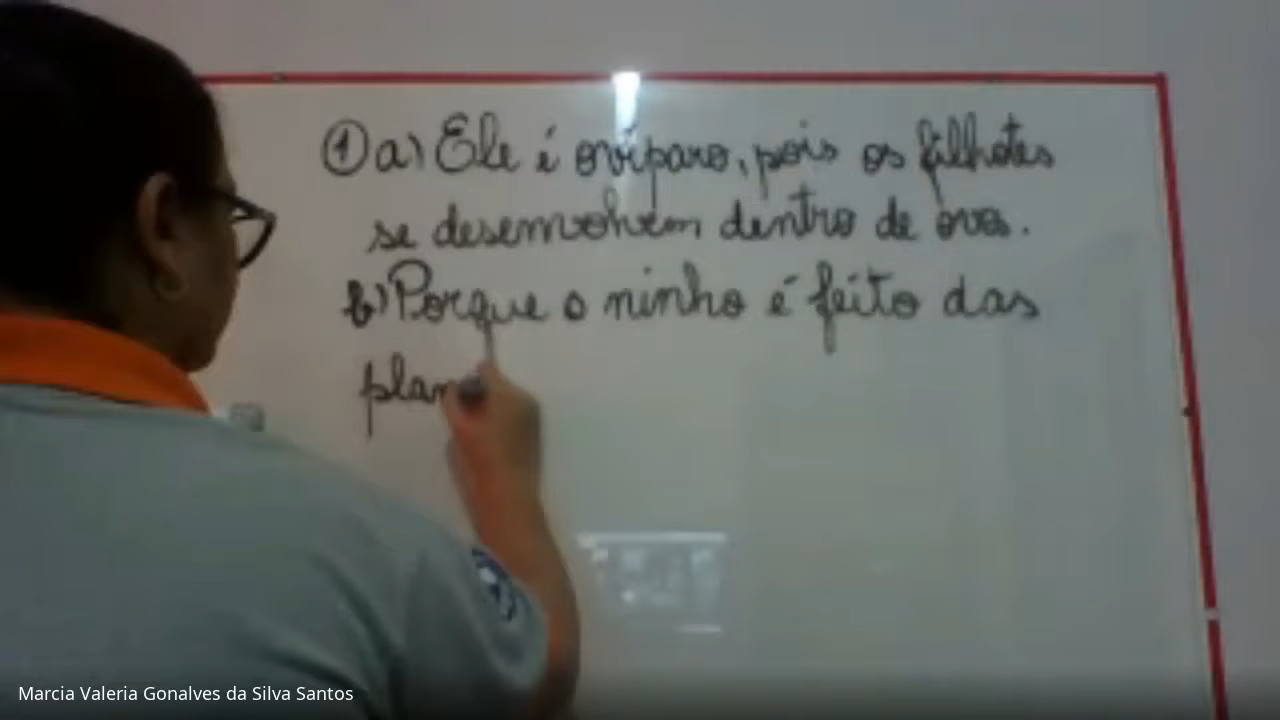 ① a) Ele é ovíparo, pois os filhotes
se desenvolvem dentro de ovos.
b) Porque o ninho é feito das
plan
Marcia Valeria Gonalves da Silva Santos